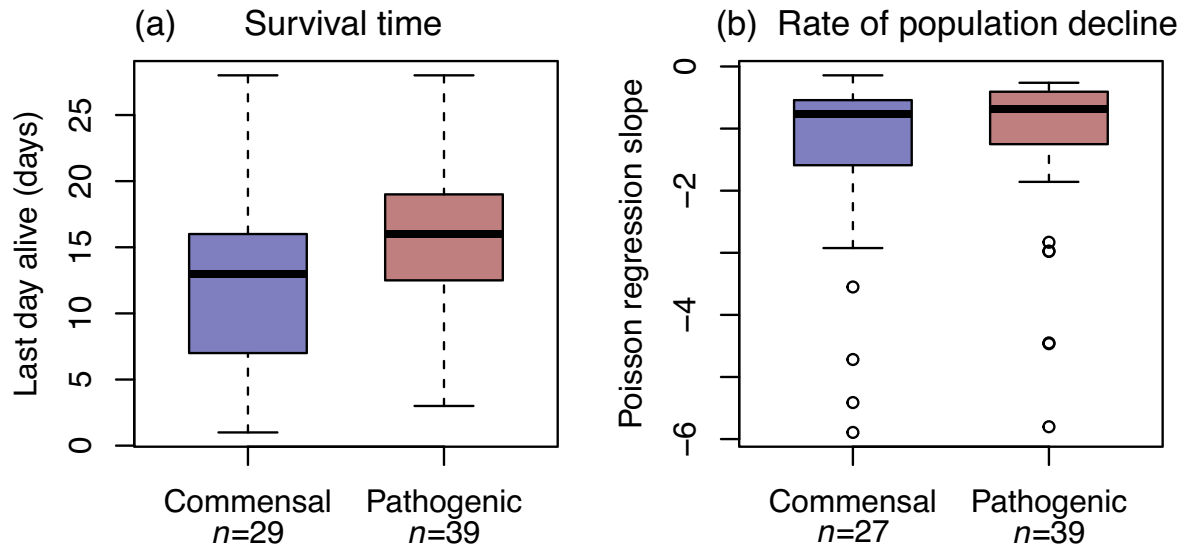 (a) Survival time
Last day alive (days)
25
20
15
10
5
0
Commensal Pathogenic
n=29 n=39
(b) Rate of population decline
Poisson regression slope
0
−2
−4
−6
Commensal Pathogenic
n=27 n=39